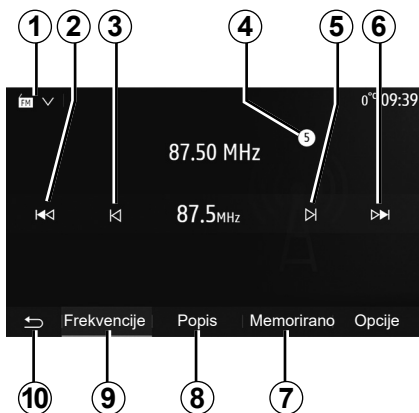 1 2 3 4 5 6
FM 0°C 09:39
5
87.50 MHz
87.5MHz
Frekvencije Popis Memorirano Opcije
10 9 8 7